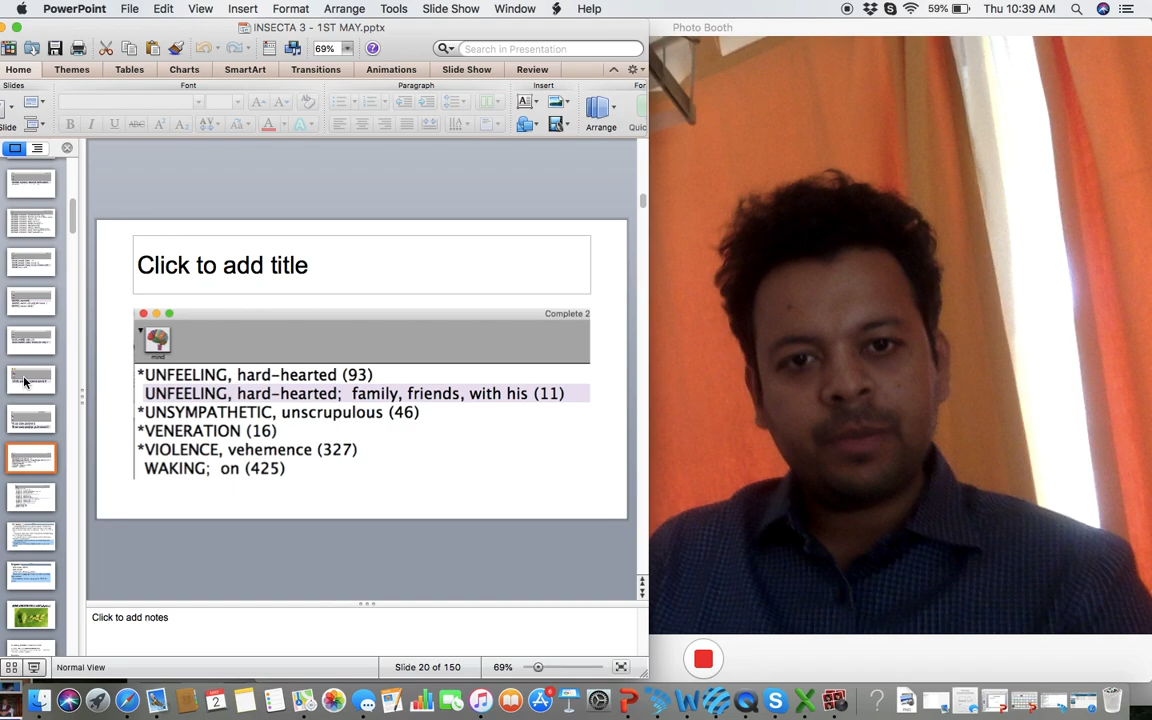 PowerPoint File Edit View Insert Format Arrange Tools Slide Show Window Help 59% Thu 10:39 AM
INSECTA 3 - 1ST MAY.pptx
Photo Booth
69% Search in Presentation
Home Themes Tables Charts SmartArt Transitions Animations Slide Show Review
Slides Font Paragraph Insert
Arrange
Click to add title
Complete 2
mind
*UNFEELING, hard-hearted (93)
UNFEELING, hard-hearted; family, friends, with his (11)
*UNSYMPATHETIC, unscrupulous (46)
*VENERATION (16)
*VIOLENCE, vehemence (327)
WAKING; on (425)
Click to add notes
Normal View Slide 20 of 150 69%